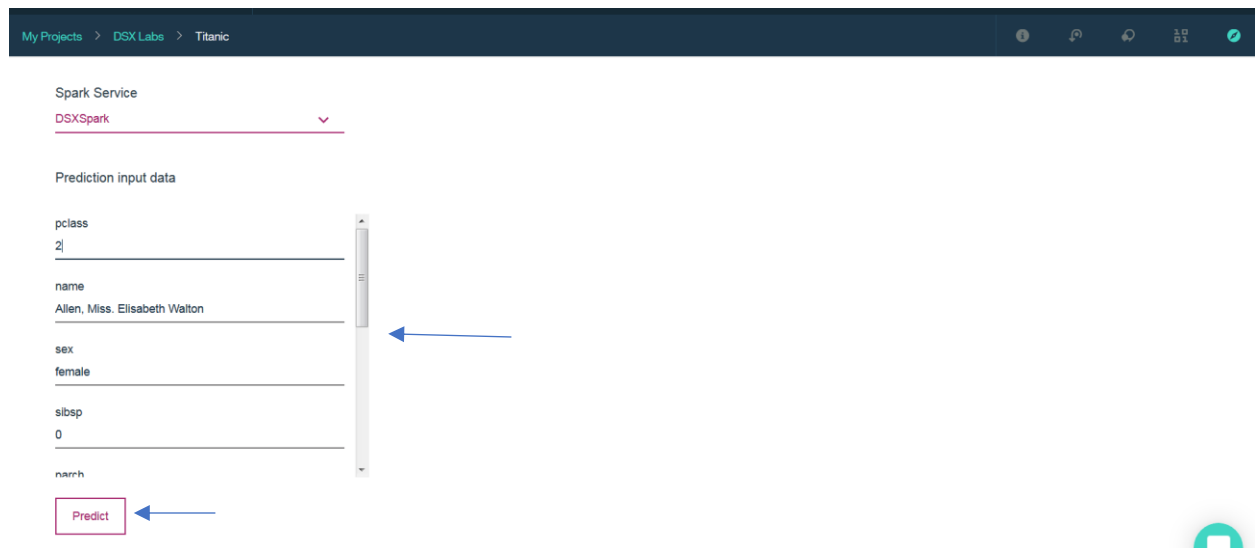 My Projects > DSX Labs > Titanic
Spark Service
DSXSpark
Prediction input data
pclass
2
name
Allen, Miss. Elisabeth Walton
sex
female
sibsp
0
parch
Predict